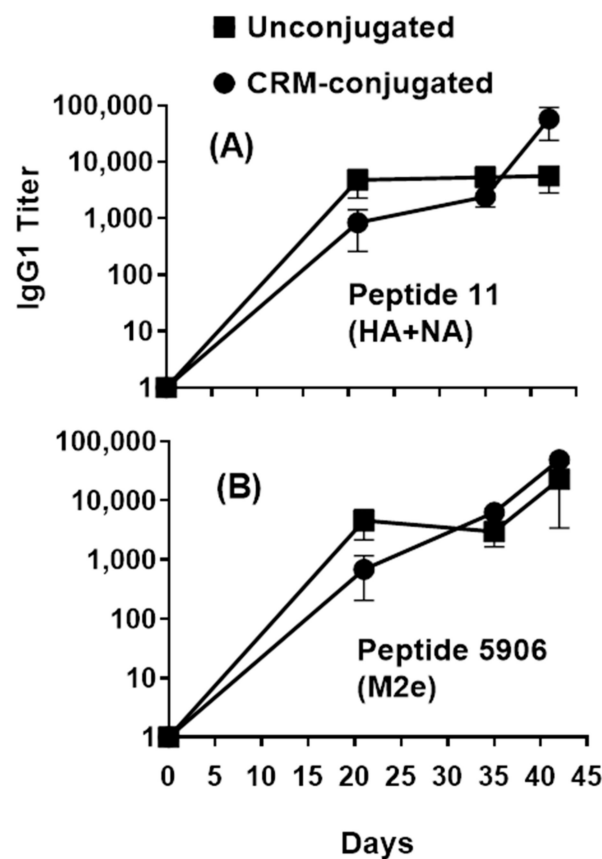 Unconjugated
CRM-conjugated
IgG1 Titer
100,000
10,000
1,000
100
10
1
(A)
Peptide 11
(HA+NA)
100,000
10,000
1,000
100
10
1
(B)
Peptide 5906
(M2e)
0 5 10 15 20 25 30 35 40 45
Days